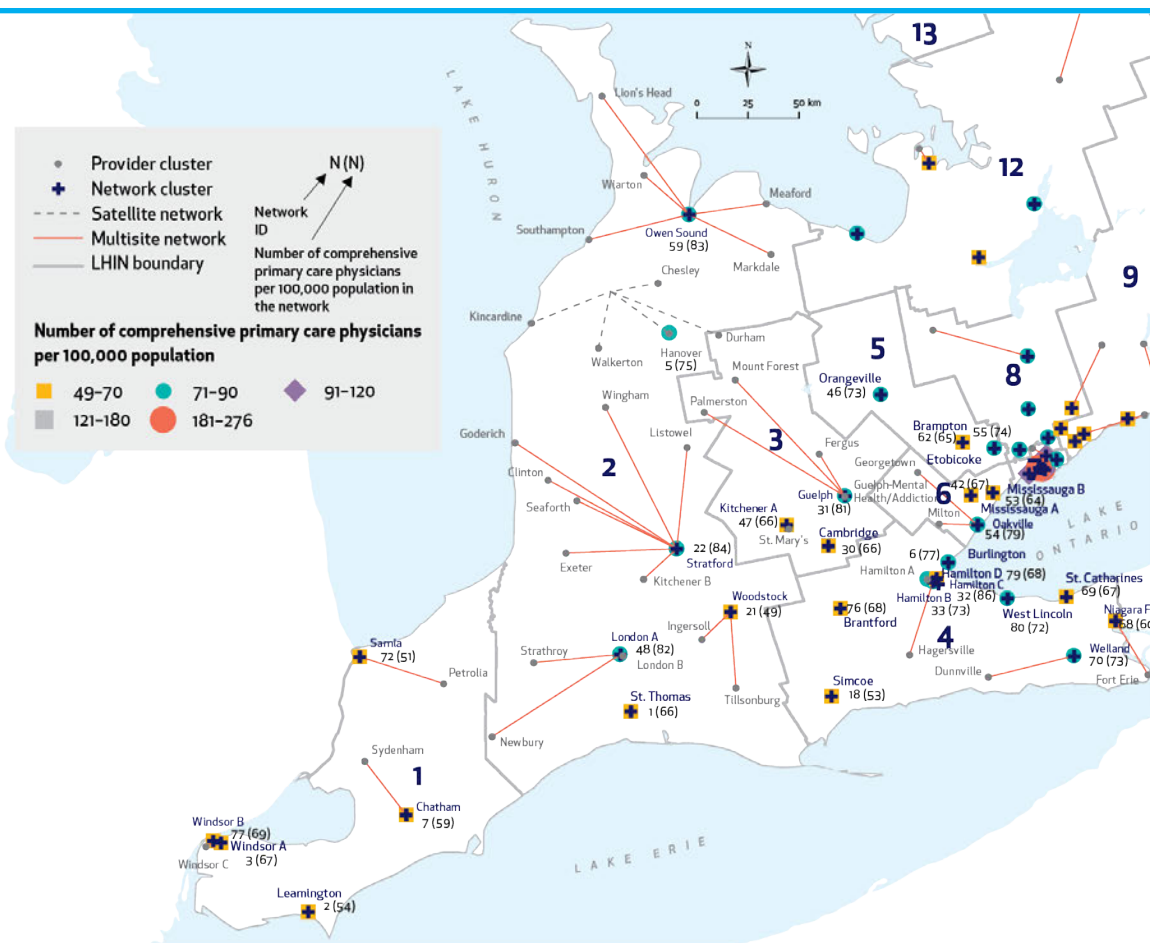 13
N
0 25 50 km
LAKE HURON
Lion's Head
Provider cluster
Network cluster
Satellite network
Multisite network
LHIN boundary
N (N)
Network
ID
Number of comprehensive
primary care physicians
per 100,000 population in
the network
Number of comprehensive primary care physicians
per 100,000 population
49–70
71–90
91–120
121–180
181–276
12
Wiarton
Meaford
Southampton
Owen Sound
59 (83)
Markdale
Chesley
9
Kincardine
Walkerton
Hanover
5 (75)
Durham
Mount Forest
5
8
Orangeville
46 (73)
Wingham
Palmerston
Listowel
Goderich
2
3
Fergus
Brampton
62 (65)
55 (74)
Etobicoke
Georgetown
Clinton
Seaforth
Guelph
31 (81)
Guelph-Mental
Health/Addiction
6
42 (67)
Mississauga B
53 (64)
Mississauga A
Kitchener A
47 (66)
St. Mary's
Cambridge
30 (66)
Milton
Oakville
54 (79)
LAKE ONTARIO
22 (84)
Stratford
Exeter
Kitchener B
6 (77)
Burlington
Hamilton A
Hamilton D 79 (68)
Hamilton C
32 (86)
Hamilton B
33 (73)
St. Catharines
69 (67)
West Lincoln
80 (72)
Niagara F
68 (60
Woodstock
21 (49)
Ingersoll
76 (68)
Brantford
4
Hagersville
Welland
70 (73)
Dunnville
Fort Erie
Sarnia
72 (51)
Petrolia
Strathroy
London A
48 (82)
London B
Tillsonburg
Simcoe
18 (53)
St. Thomas
1 (66)
Newbury
Sydenham
1
Chatham
7 (59)
Windsor B
77 (69)
Windsor A
3 (67)
Windsor C
LAKE ERIE
Leamington
2 (54)